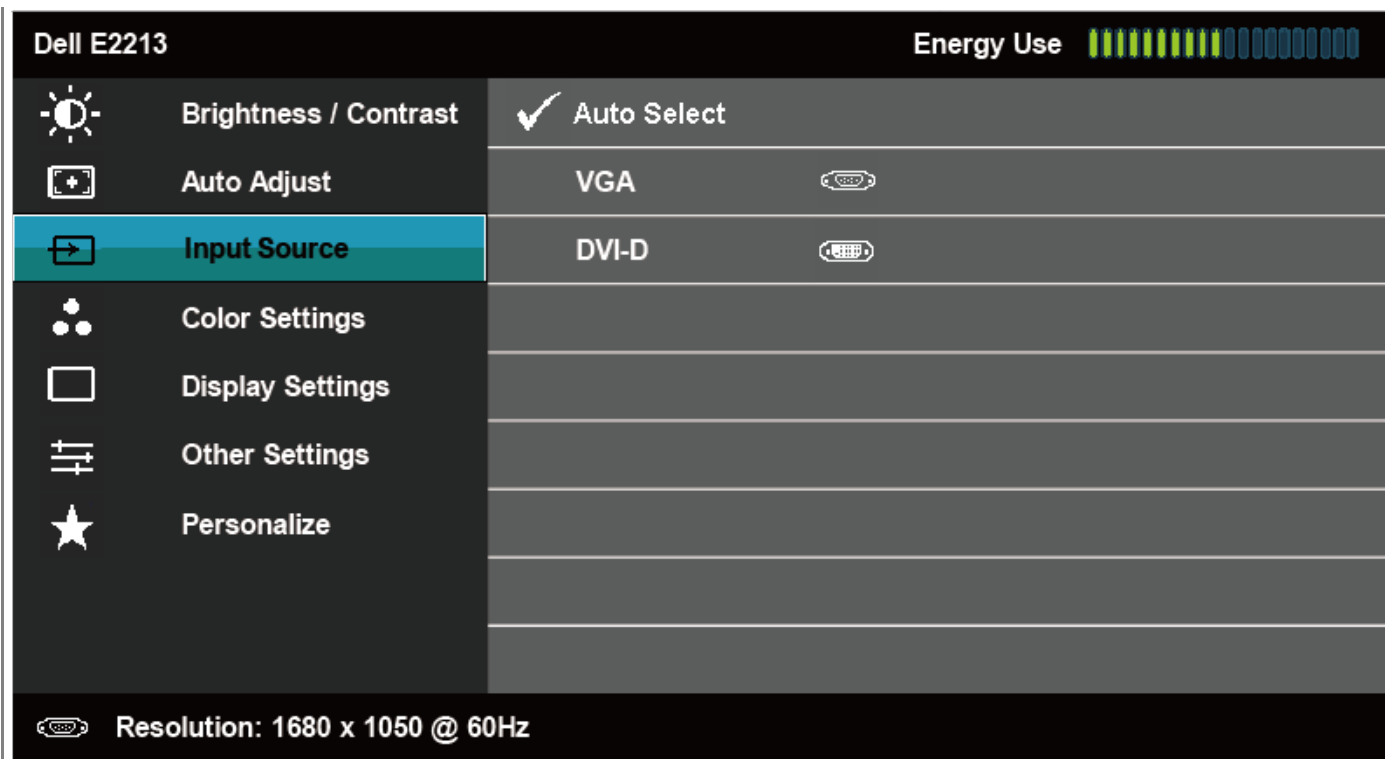 Dell E2213 Energy Use
Brightness / Contrast Auto Select
Auto Adjust VGA
Input Source DVI-D
Color Settings
Display Settings
Other Settings
Personalize
Resolution: 1680 x 1050 @ 60Hz